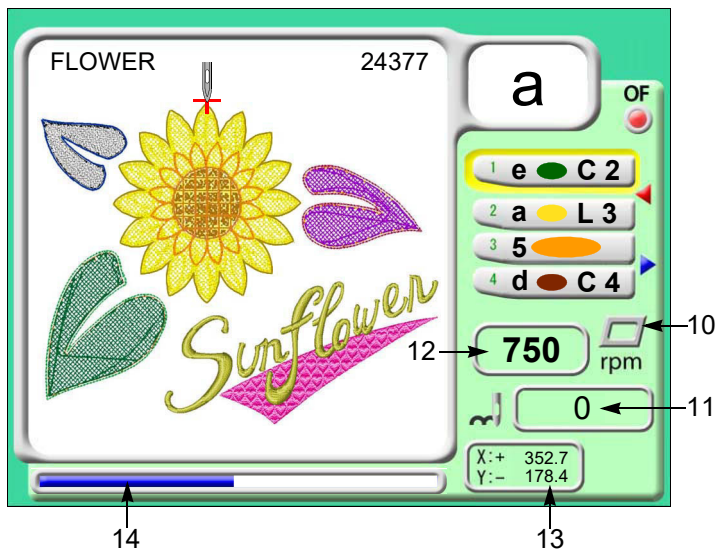 FLOWER 24377
a
OF
1 e C 2
2 a L 3
3 5
4 d C 4
10
12 750
rpm
0 11
X:+ 352.7
Y:− 178.4
Sunflower
14 13